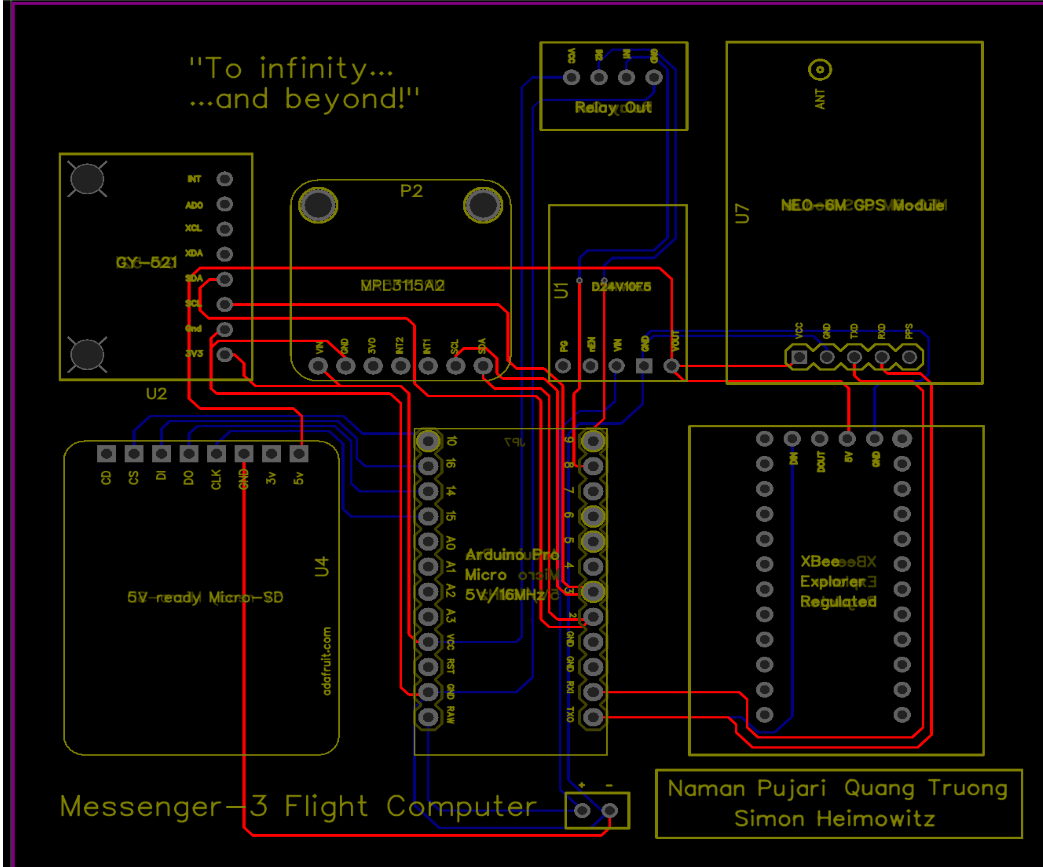 "To infinity...
...and beyond!"
VCC
IN2
IN1
GND
Relay Out
ANT
U7
NEO-6M GPS Module
VCC
GND
TXD
RXD
PPS
INT
AD0
XCL
XDA
SDA
SCL
Gnd
3V3
GY-521
U2
P2
MPL3115A2
VIN
GND
3V0
INT2
INT1
SCL
SDA
U1
D24V10F5
PG
nEN
VIN
GND
VOUT
CD
CS
DI
DO
CLK
GND
3v
5v
U4
5V ready Micro-SD
adafruit.com
JP7
10
16
14
15
A0
A1
A2
A3
VCC
RST
GND
RAW
9
8
7
6
5
4
3
2
GND
GND
RXI
TXO
Arduino Pro
Micro
5V/16MHz
DIN
DOUT
5V
GND
XBee
Explorer
Regulated
Messenger-3 Flight Computer
+ -
Naman Pujari Quang Truong
Simon Heimowitz